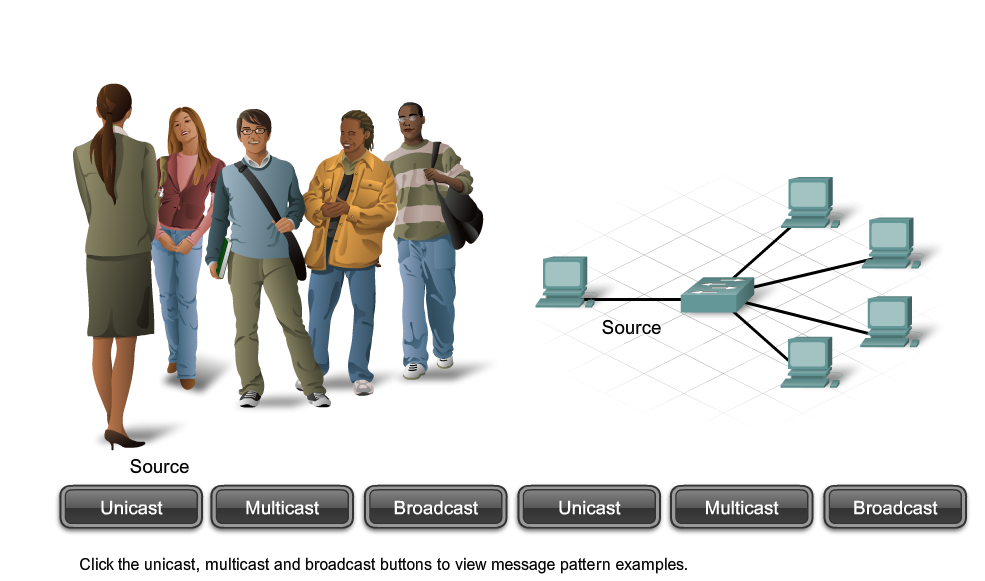 Source
Source
Unicast
Multicast
Broadcast
Unicast
Multicast
Broadcast
Click the unicast, multicast and broadcast buttons to view message pattern examples.